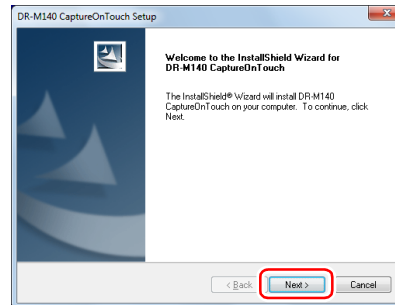 DR-M140 CaptureOnTouch Setup
Welcome to the InstallShield Wizard for
DR-M140 CaptureOnTouch
The InstallShield® Wizard will install DR-M140
CaptureOnTouch on your computer. To continue, click
Next.
< Back
Next >
Cancel